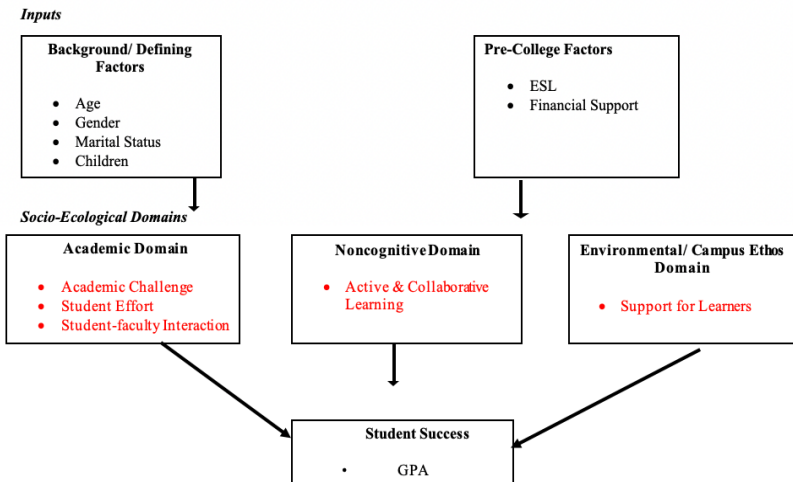 Inputs
Background/ Defining
Factors
• Age
• Gender
• Marital Status
• Children
Pre-College Factors
• ESL
• Financial Support
Socio-Ecological Domains
Academic Domain
• Academic Challenge
• Student Effort
• Student-faculty Interaction
Noncognitive Domain
• Active & Collaborative
Learning
Environmental/ Campus Ethos
Domain
• Support for Learners
Student Success
• GPA